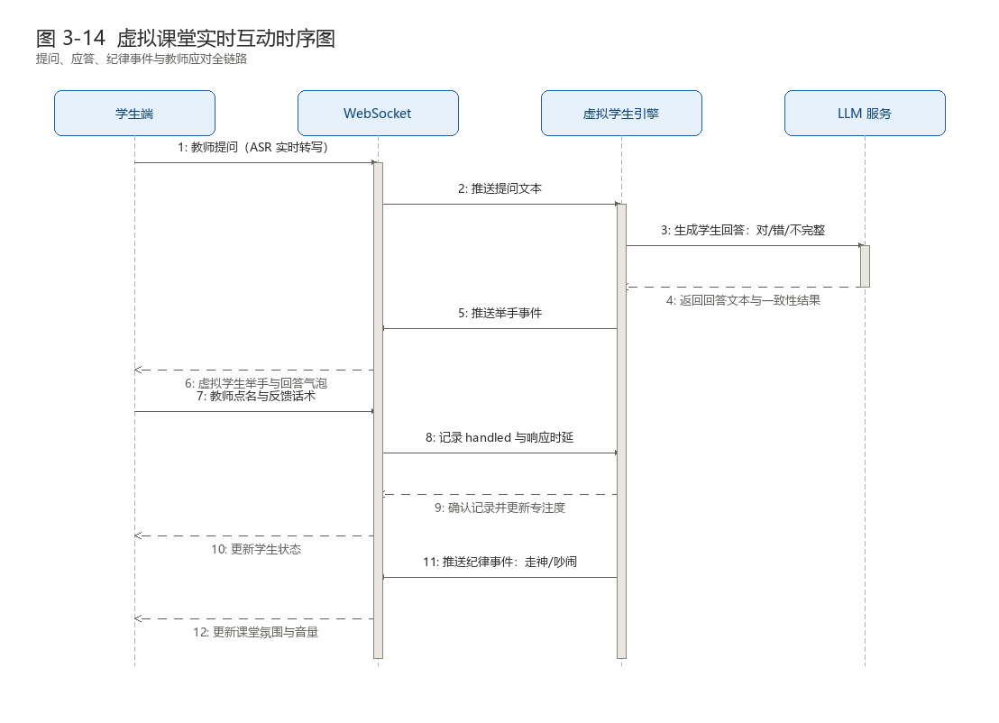 图 3-14 虚拟课堂实时互动时序图
提问、应答、纪律事件与教师应对全链路
学生端
WebSocket
虚拟学生引擎
LLM 服务
1: 教师提问（ASR 实时转写）
2: 推送提问文本
3: 生成学生回答：对/错/不完整
4: 返回回答文本与一致性结果
5: 推送举手事件
6: 虚拟学生举手与回答气泡
7: 教师点名与反馈话术
8: 记录 handled 与响应时延
9: 确认记录并更新专注度
10: 更新学生状态
11: 推送纪律事件：走神/吵闹
12: 更新课堂氛围与音量